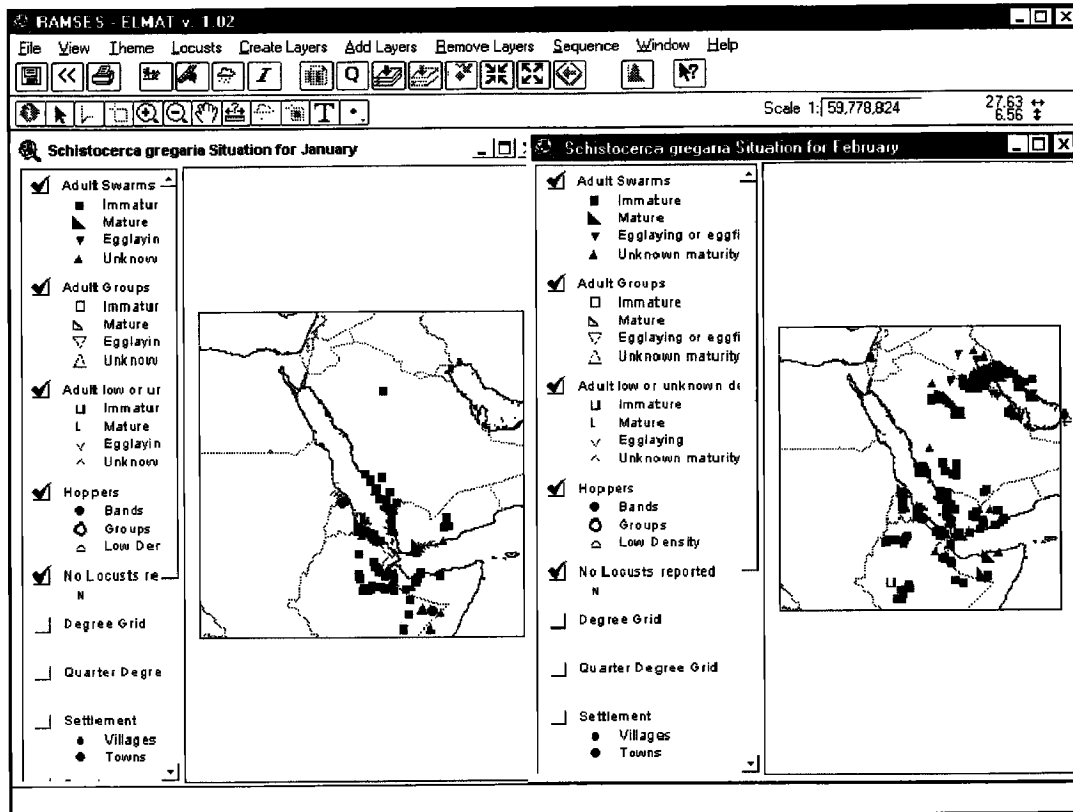 RAMSES - ELMAT v. 1.02
File View Theme Locusts Create Layers Add Layers Remove Layers Sequence Window Help
I Q
T
Scale 1: 59,778,824
27.63
6.56
Schistocerca gregaria Situation for January
Adult Swarms
Immatur
Mature
Egglayin
Unknow
Adult Groups
Immatur
Mature
Egglayin
Unknow
Adult low or ur
Immatur
Mature
Egglayin
Unknow
Hoppers
Bands
Groups
Low Der
No Locusts re
N
Degree Grid
Quarter Degre
Settlement
Villages
Towns
Schistocerca gregaria Situation for February
Adult Swarms
Immature
Mature
Egglaying or eggfi
Unknown maturity
Adult Groups
Immature
Mature
Egglaying or eggfi
Unknown maturity
Adult low or unknown de
Immature
Mature
Egglaying
Unknown maturity
Hoppers
Bands
Groups
Low Density
No Locusts reported
N
Degree Grid
Quarter Degree Grid
Settlement
Villages
Towns